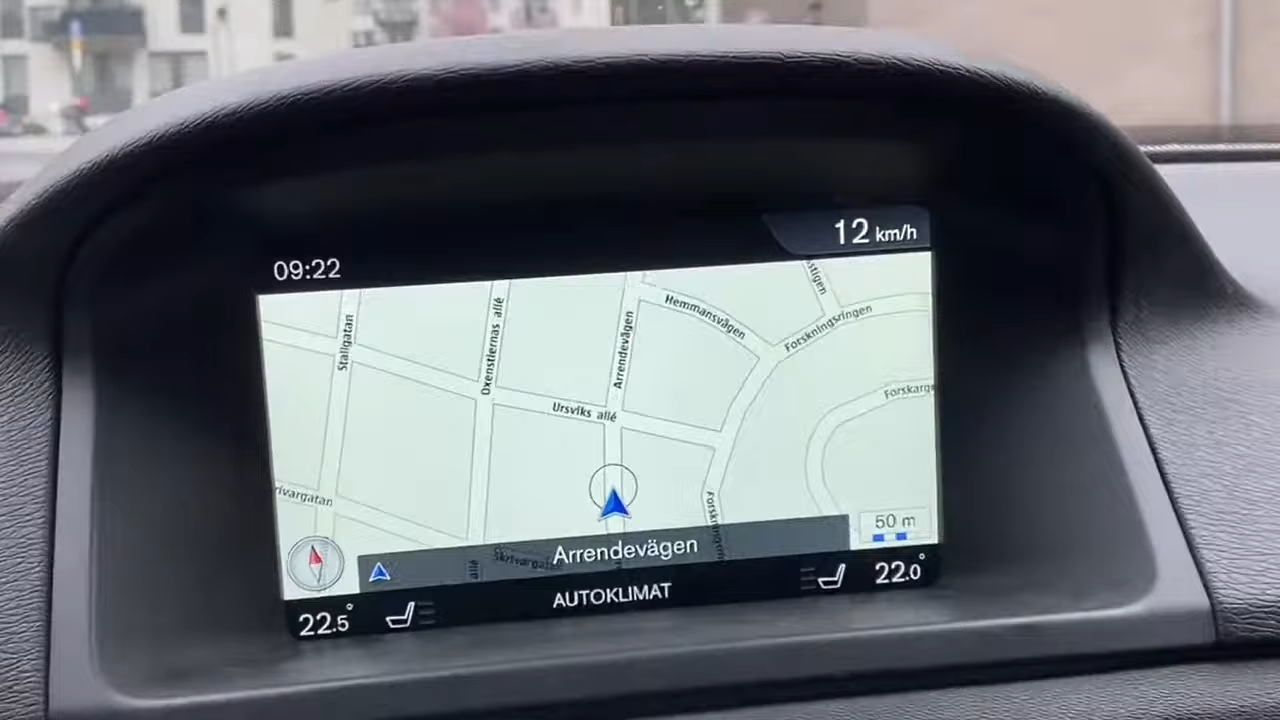 12 km/h
09:22
Stallgatan
Oxenstiernas allé
Arrendevägen
Hemmansvägen
Forskningsringen
Ursviks allé
50 m
Arrendevägen
allé
22.5°
AUTOKLIMAT
22.0°